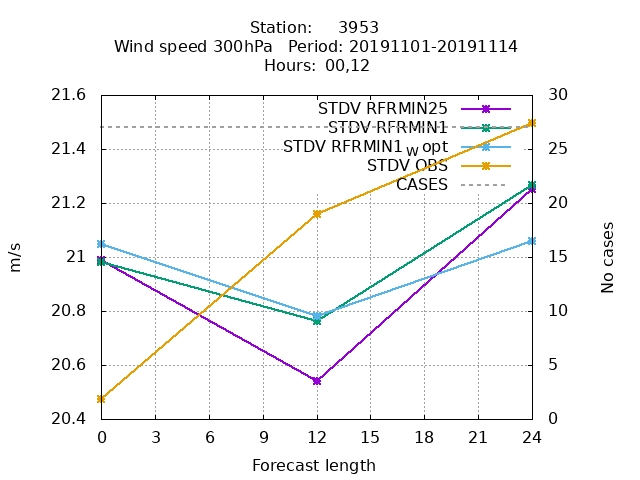 Station: 3953
Wind speed 300hPa Period: 20191101-20191114
Hours: 00,12
21.6
21.4
21.2
21
20.8
20.6
20.4
30
25
20
15
10
5
0
STDV RFRMIN25
STDV RFRMIN1
STDV RFRMIN1wopt
STDV OBS
CASES
m/s
No cases
0 3 6 9 12 15 18 21 24
Forecast length